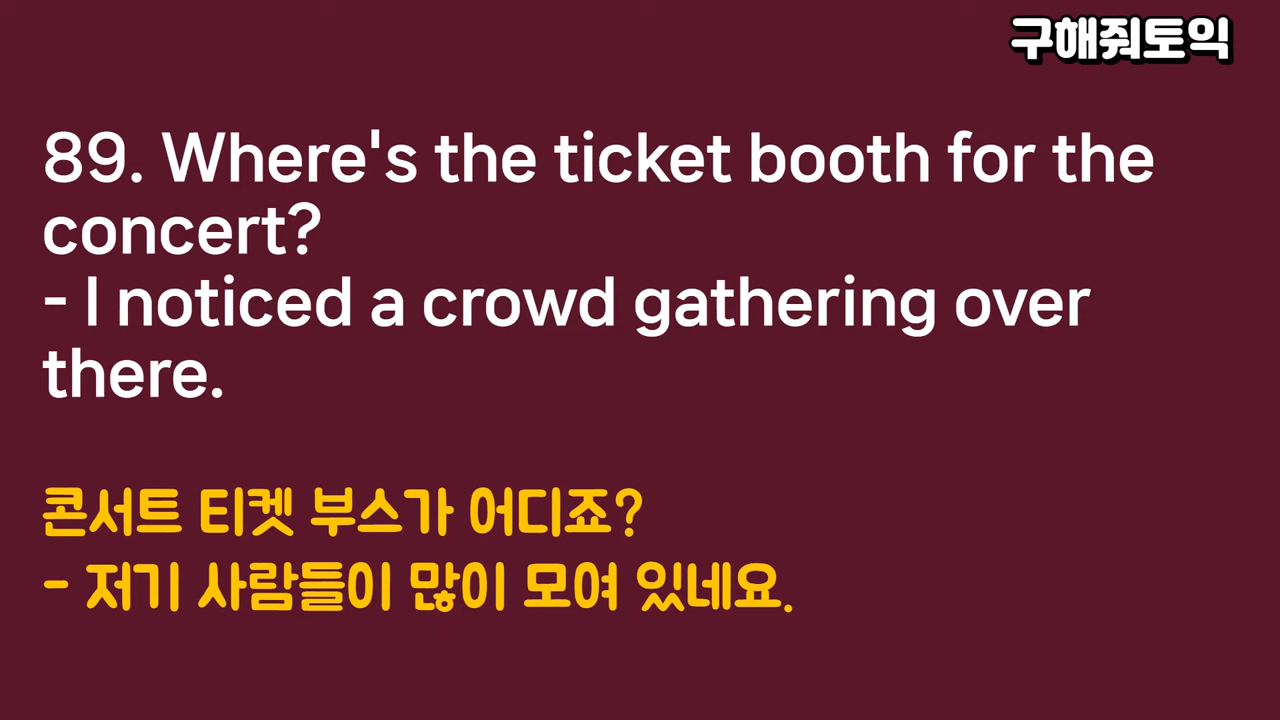 구해줘토익
89. Where's the ticket booth for the
concert?
- I noticed a crowd gathering over
there.
콘서트 티켓 부스가 어디죠?
- 저기 사람들이 많이 모여 있네요.